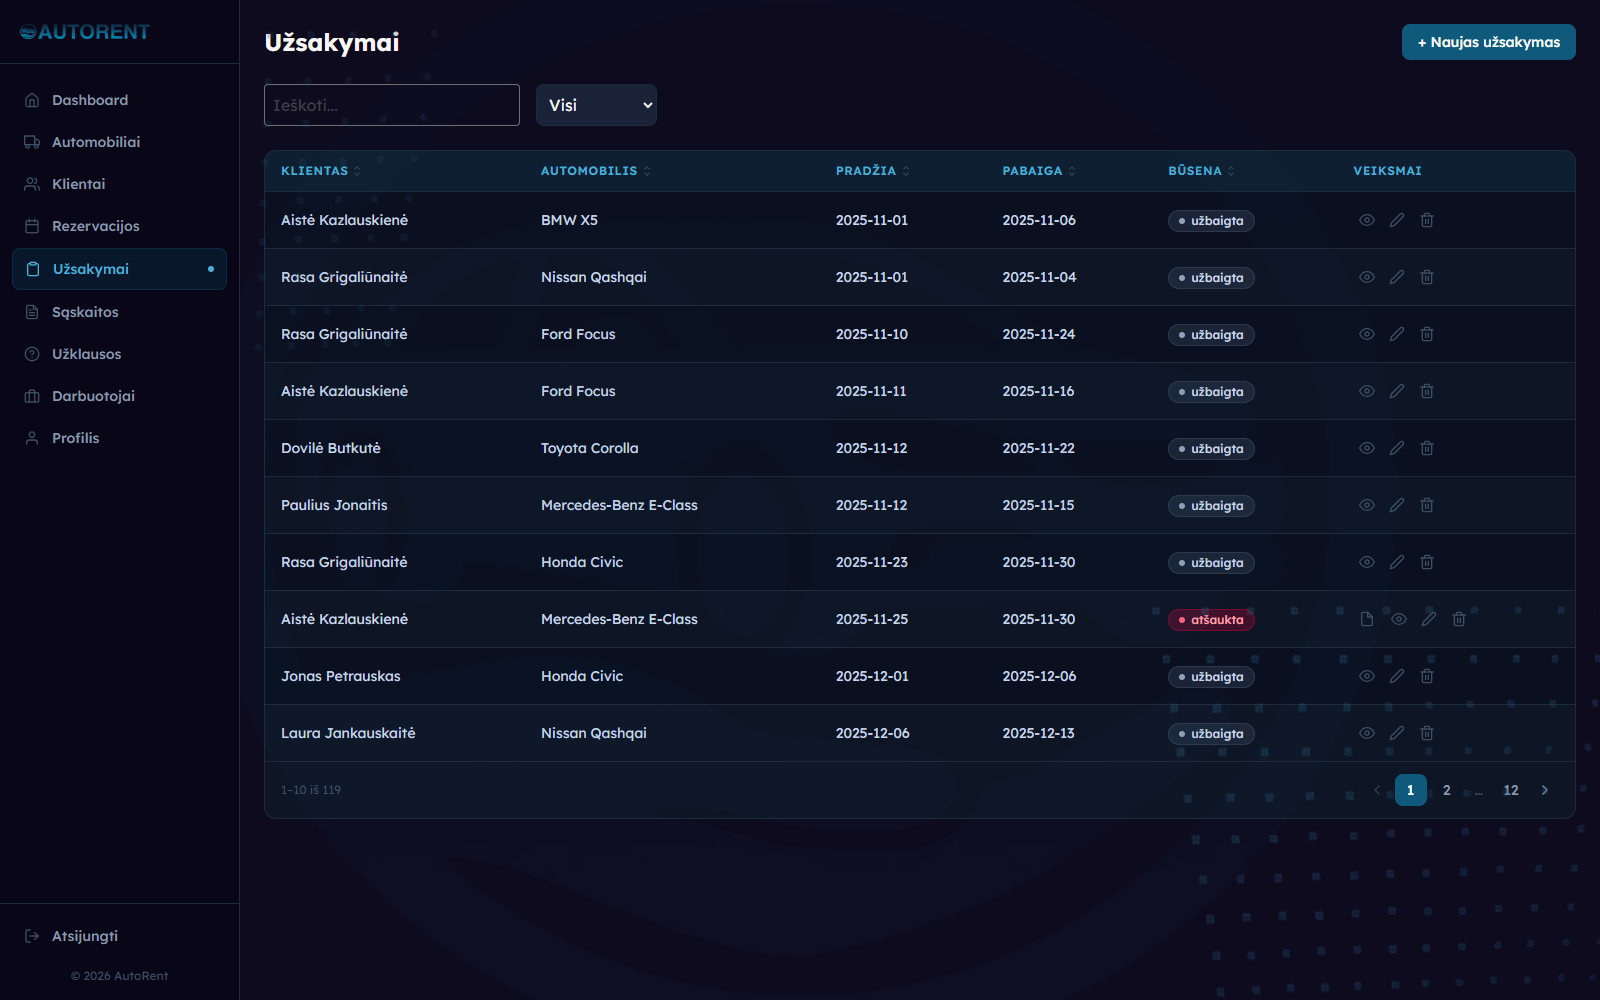 AUTORENT
Dashboard
Automobiliai
Klientai
Rezervacijos
Užsakymai
Sąskaitos
Užklausos
Darbuotojai
Profilis
Atsijungti
© 2026 AutoRent
Užsakymai
+ Naujas užsakymas
Ieškoti...
Visi
KLIENTAS AUTOMOBILIS PRADŽIA PABAIGA BŪSENA VEIKSMAI
Aistė Kazlauskienė BMW X5 2025-11-01 2025-11-06 užbaigta
Rasa Grigaliūnaitė Nissan Qashqai 2025-11-01 2025-11-04 užbaigta
Rasa Grigaliūnaitė Ford Focus 2025-11-10 2025-11-24 užbaigta
Aistė Kazlauskienė Ford Focus 2025-11-11 2025-11-16 užbaigta
Dovilė Butkutė Toyota Corolla 2025-11-12 2025-11-22 užbaigta
Paulius Jonaitis Mercedes-Benz E-Class 2025-11-12 2025-11-15 užbaigta
Rasa Grigaliūnaitė Honda Civic 2025-11-23 2025-11-30 užbaigta
Aistė Kazlauskienė Mercedes-Benz E-Class 2025-11-25 2025-11-30 atšaukta
Jonas Petrauskas Honda Civic 2025-12-01 2025-12-06 užbaigta
Laura Jankauskaitė Nissan Qashqai 2025-12-06 2025-12-13 užbaigta
1–10 iš 119
1 2 ... 12